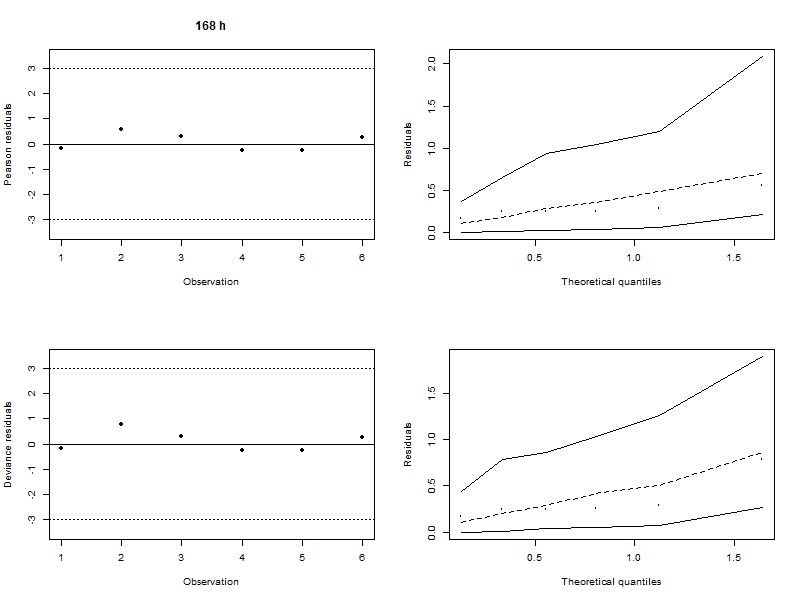 168 h
Pearson residuals
3
2
1
0
-1
-2
-3
1 2 3 4 5 6
Observation
Residuals
2.0
1.5
1.0
0.5
0.0
0.5 1.0 1.5
Theoretical quantiles
Deviance residuals
3
2
1
0
-1
-2
-3
1 2 3 4 5 6
Observation
Residuals
1.5
1.0
0.5
0.0
0.5 1.0 1.5
Theoretical quantiles